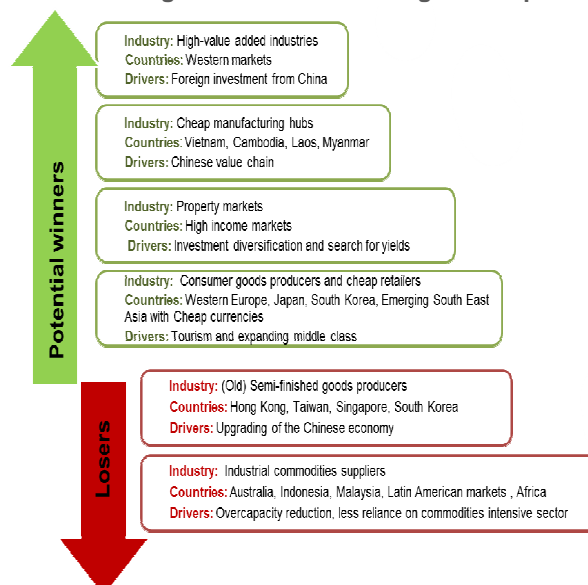 Industry: High-value added industries
Countries: Western markets
Drivers: Foreign investment from China
Industry: Cheap manufacturing hubs
Countries: Vietnam, Cambodia, Laos, Myanmar
Drivers: Chinese value chain
Industry: Property markets
Countries: High income markets
Drivers: Investment diversification and search for yields
Industry: Consumer goods producers and cheap retailers
Countries: Western Europe, Japan, South Korea, Emerging South East
Asia with Cheap currencies
Drivers: Tourism and expanding middle class
Potential winners
Industry: (Old) Semi-finished goods producers
Countries: Hong Kong, Taiwan, Singapore, South Korea
Drivers: Upgrading of the Chinese economy
Industry: Industrial commodities suppliers
Countries: Australia, Indonesia, Malaysia, Latin American markets , Africa
Drivers: Overcapacity reduction, less reliance on commodities intensive sector
Losers